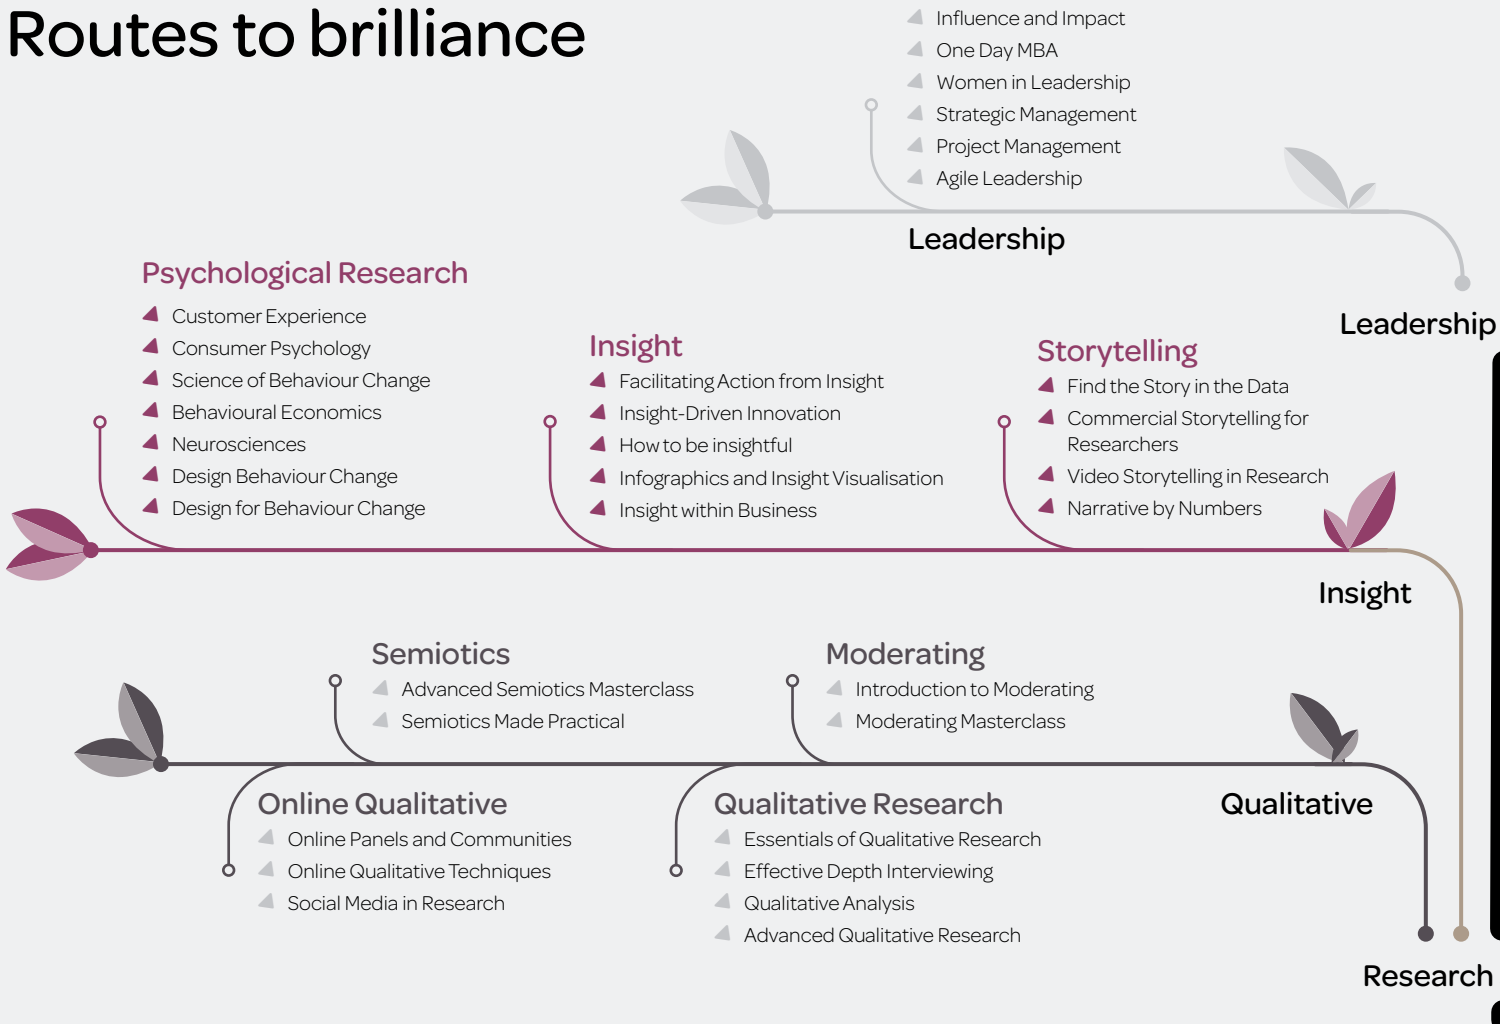 Routes to brilliance
Influence and Impact
One Day MBA
Women in Leadership
Strategic Management
Project Management
Agile Leadership
Leadership
Leadership
Psychological Research
Customer Experience
Consumer Psychology
Science of Behaviour Change
Behavioural Economics
Neurosciences
Design Behaviour Change
Design for Behaviour Change
Insight
Facilitating Action from Insight
Insight-Driven Innovation
How to be insightful
Infographics and Insight Visualisation
Insight within Business
Storytelling
Find the Story in the Data
Commercial Storytelling for
Researchers
Video Storytelling in Research
Narrative by Numbers
Insight
Semiotics
Advanced Semiotics Masterclass
Semiotics Made Practical
Moderating
Introduction to Moderating
Moderating Masterclass
Online Qualitative
Online Panels and Communities
Online Qualitative Techniques
Social Media in Research
Qualitative Research
Essentials of Qualitative Research
Effective Depth Interviewing
Qualitative Analysis
Advanced Qualitative Research
Qualitative
Research